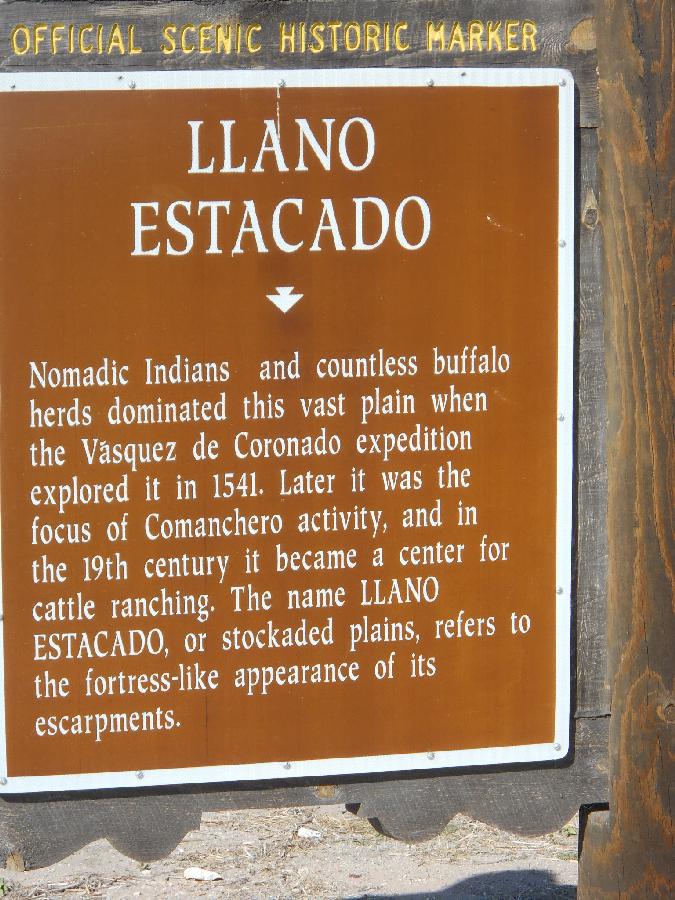 OFFICIAL SCENIC HISTORIC MARKER
LLANO
ESTACADO
Nomadic Indians and countless buffalo
herds dominated this vast plain when
the Vásquez de Coronado expedition
explored it in 1541. Later it was the
focus of Comanchero activity, and in
the 19th century it became a center for
cattle ranching. The name LLANO
ESTACADO, or stockaded plains, refers to
the fortress-like appearance of its
escarpments.